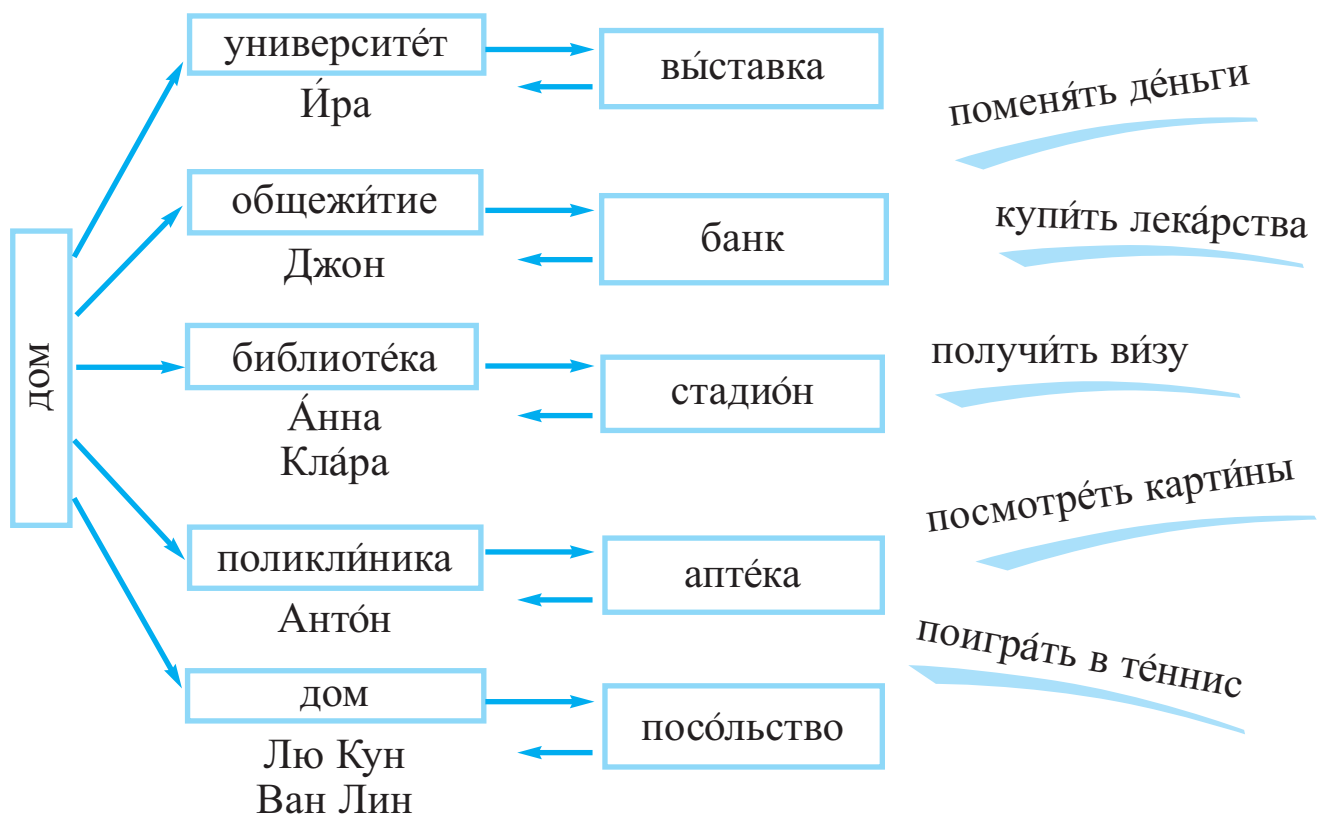 университе́т
И́ра
вы́ставка
поменя́ть де́ньги
общежи́тие
Джон
банк
купи́ть лека́рства
дом
библиоте́ка
А́нна
Кла́ра
стадио́н
получи́ть ви́зу
поликли́ника
Анто́н
апте́ка
посмотре́ть карти́ны
дом
Лю Кун
Ван Лин
посо́льство
поигра́ть в те́ннис